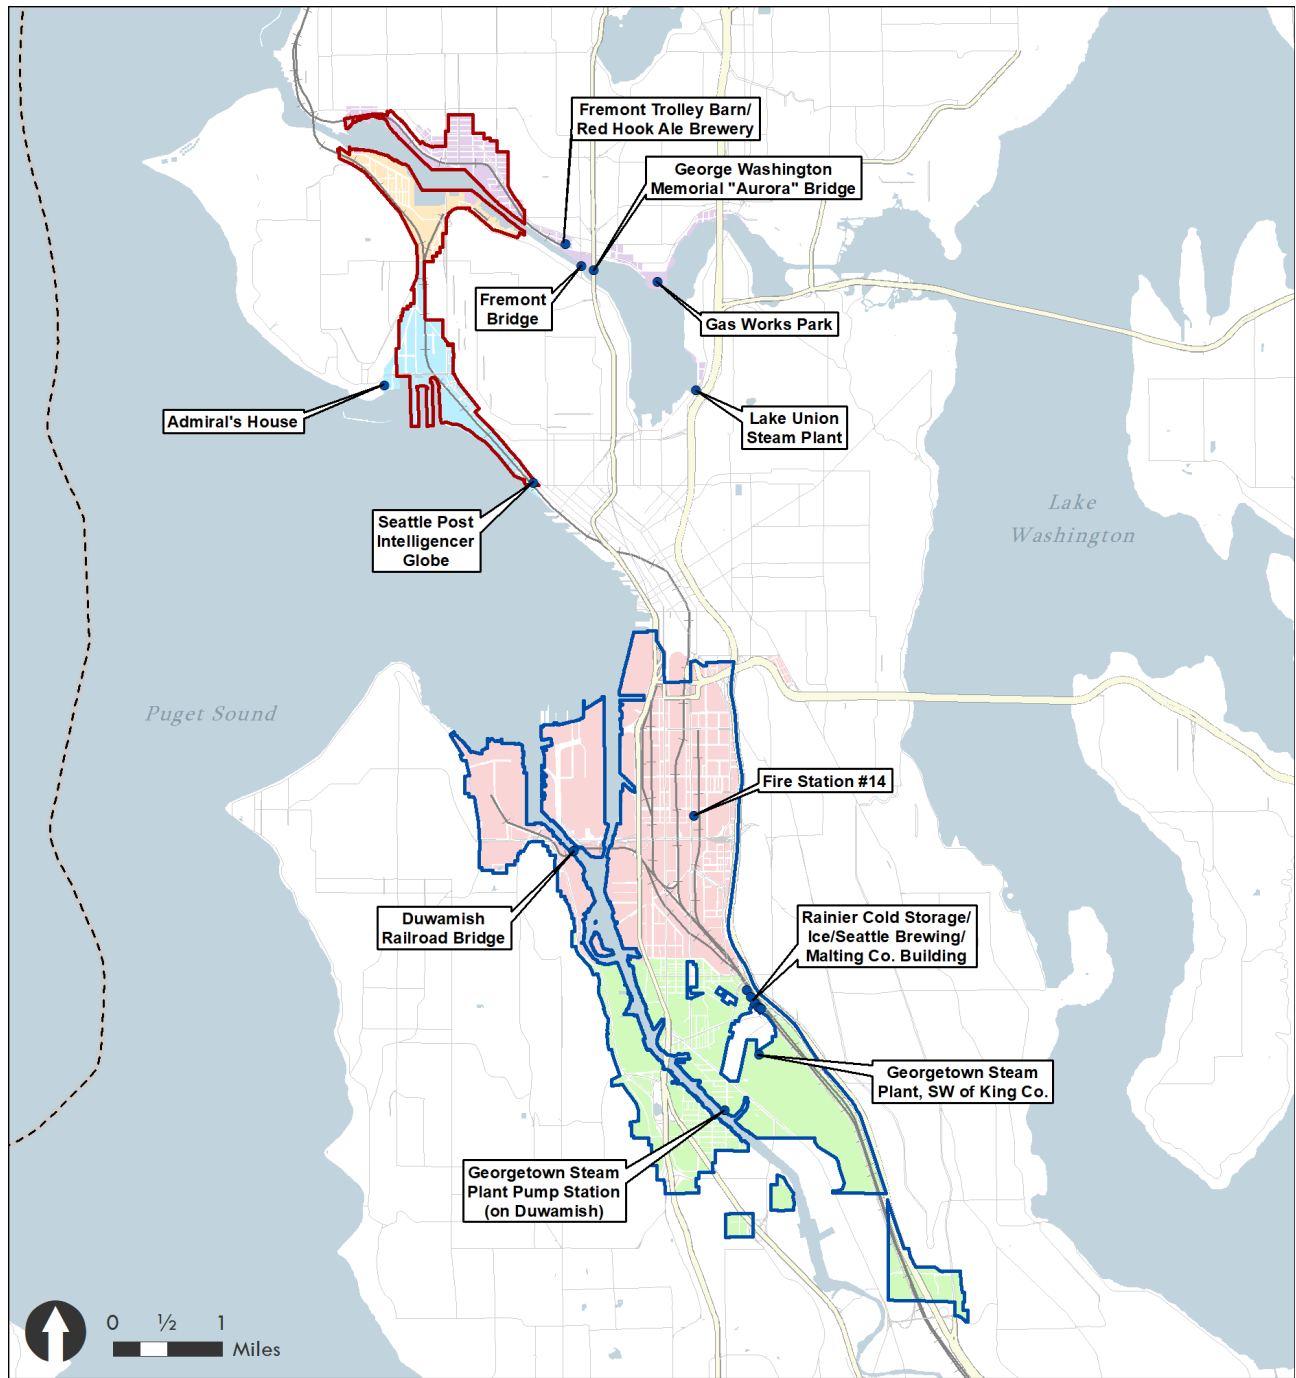 Fremont Trolley Barn/
Red Hook Ale Brewery
George Washington
Memorial "Aurora" Bridge
Fremont
Bridge
Gas Works Park
Admiral's House
Lake Union
Steam Plant
Seattle Post
Intelligencer
Globe
Lake
Washington
Puget Sound
Fire Station #14
Duwamish
Railroad Bridge
Rainier Cold Storage/
Ice/Seattle Brewing/
Malting Co. Building
Georgetown Steam
Plant, SW of King Co.
Georgetown Steam
Plant Pump Station
(on Duwamish)
0 ½ 1
Miles